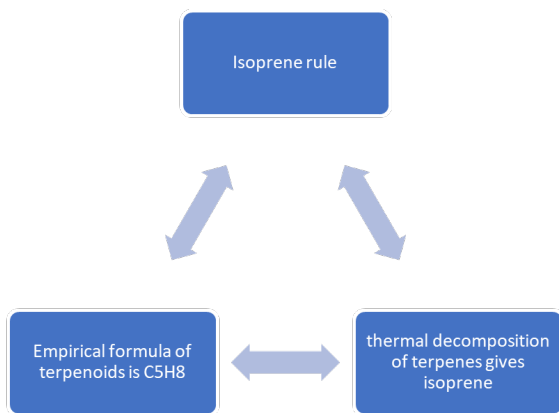 Isoprene rule
Empirical formula of
terpenoids is C5H8
thermal decomposition
of terpenes gives
isoprene